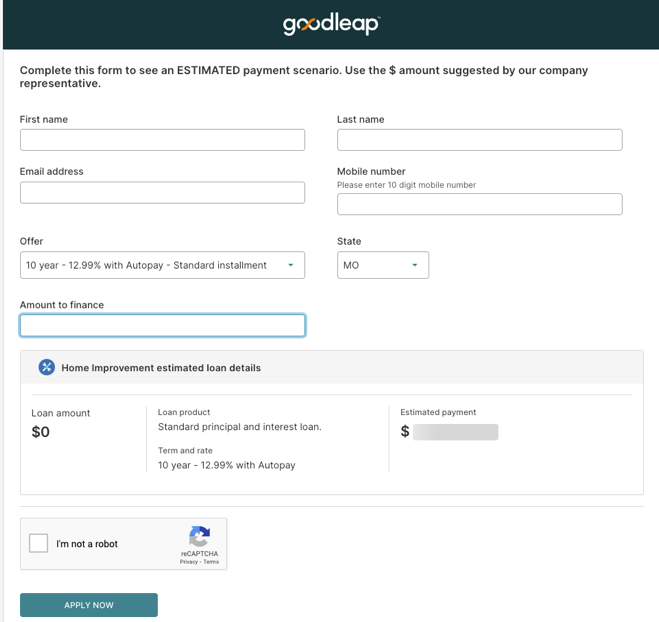 goodleap
Complete this form to see an ESTIMATED payment scenario. Use the $ amount suggested by our company
representative.
First name
Last name
Email address
Mobile number
Please enter 10 digit mobile number
Offer
State
10 year - 12.99% with Autopay - Standard installment
MO
Amount to finance
Home Improvement estimated loan details
Loan amount
$0
Loan product
Standard principal and interest loan.
Term and rate
10 year - 12.99% with Autopay
Estimated payment
$
I'm not a robot
reCAPTCHA
Privacy - Terms
APPLY NOW